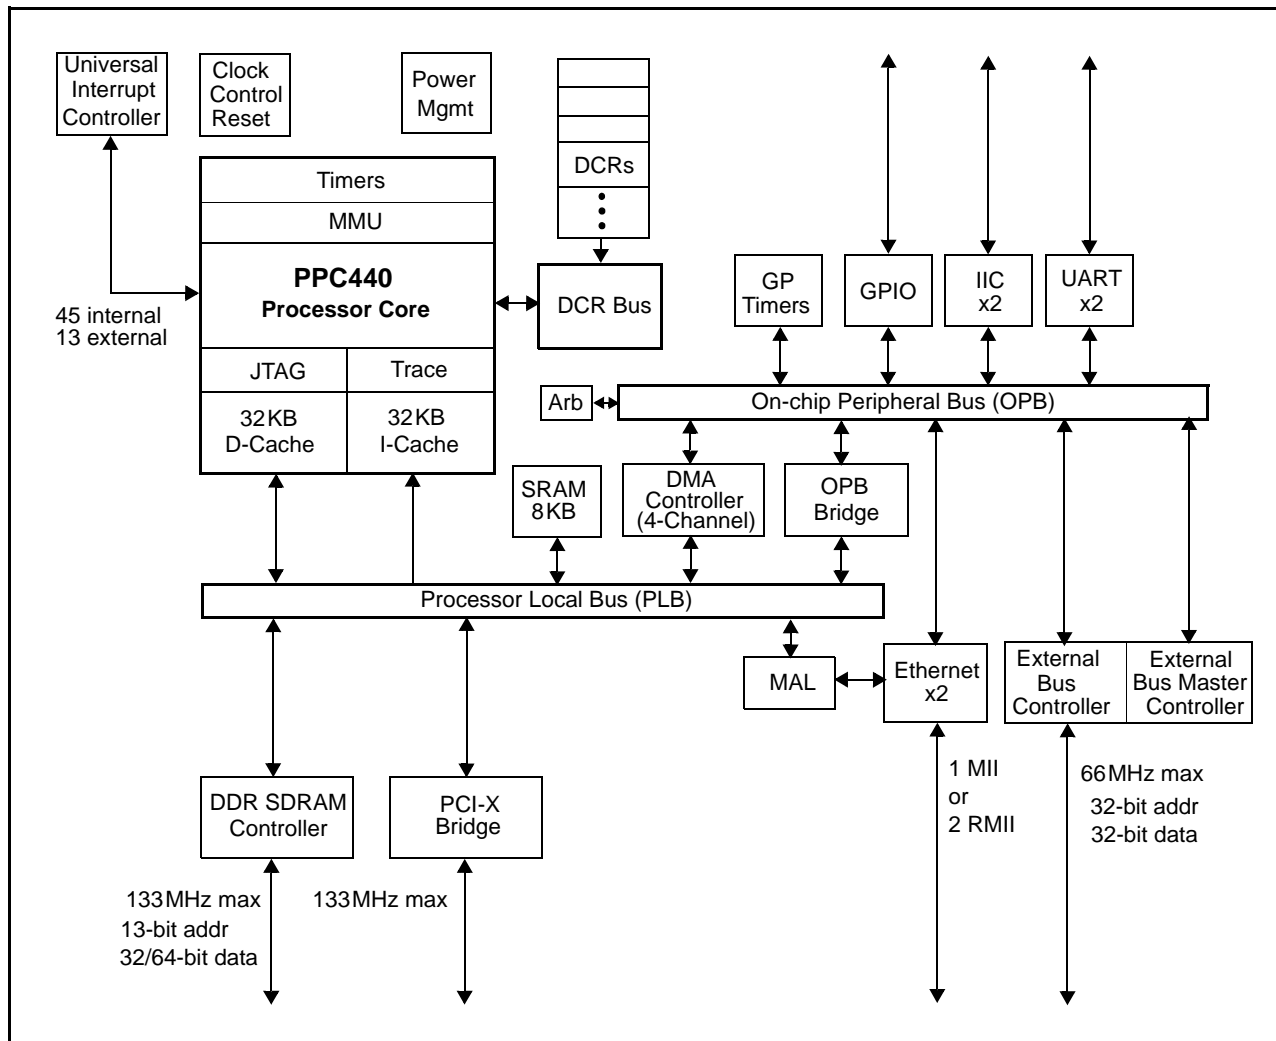 Universal
Interrupt
Controller
Clock
Control
Reset
Power
Mgmt
DCRs
Timers
MMU
PPC440
Processor Core
45 internal
13 external
DCR Bus
JTAG
Trace
32KB
D-Cache
32KB
I-Cache
GP
Timers
GPIO
IIC
x2
UART
x2
Arb
On-chip Peripheral Bus (OPB)
SRAM
8KB
DMA
Controller
(4-Channel)
OPB
Bridge
Processor Local Bus (PLB)
MAL
Ethernet
x2
External
Bus
Controller
External
Bus Master
Controller
DDR SDRAM
Controller
PCI-X
Bridge
1 MII
or
2 RMII
66MHz max
32-bit addr
32-bit data
133MHz max
13-bit addr
32/64-bit data
133MHz max